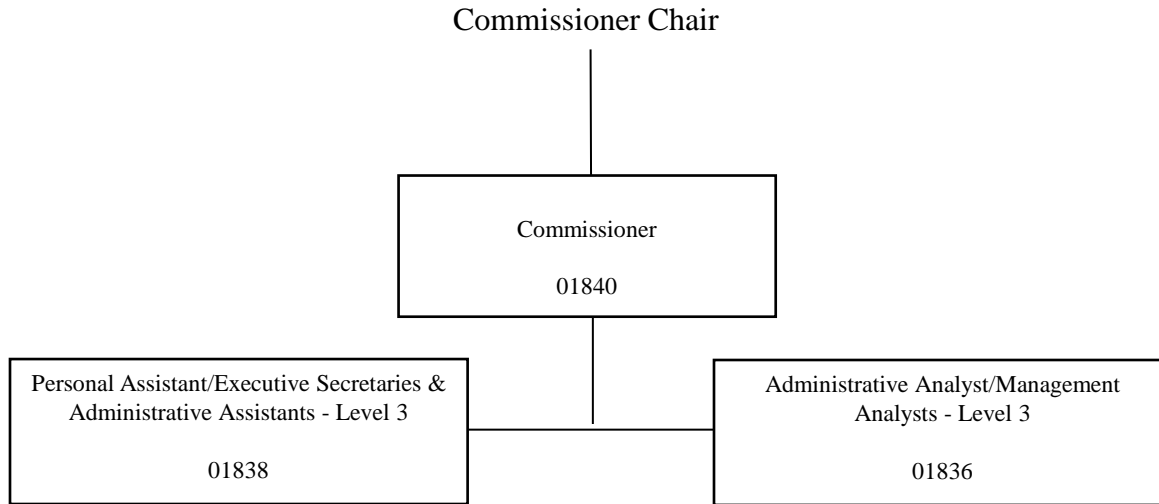 Commissioner Chair
Commissioner
01840
Personal Assistant/Executive Secretaries &
Administrative Assistants - Level 3
01838
Administrative Analyst/Management
Analysts - Level 3
01836